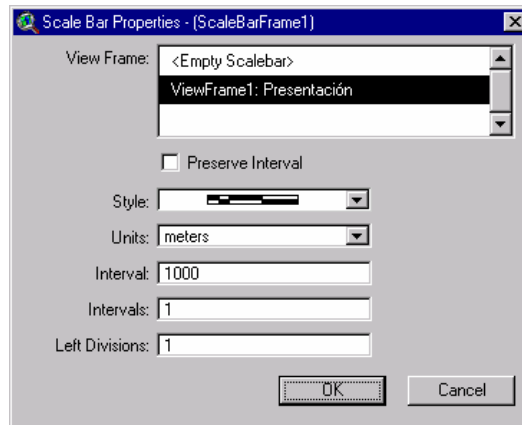 Scale Bar Properties - (ScaleBarFrame1)
View Frame: <Empty Scalebar>
ViewFrame1: Presentación
Preserve Interval
Style:
Units: meters
Interval: 1000
Intervals: 1
Left Divisions: 1
OK Cancel